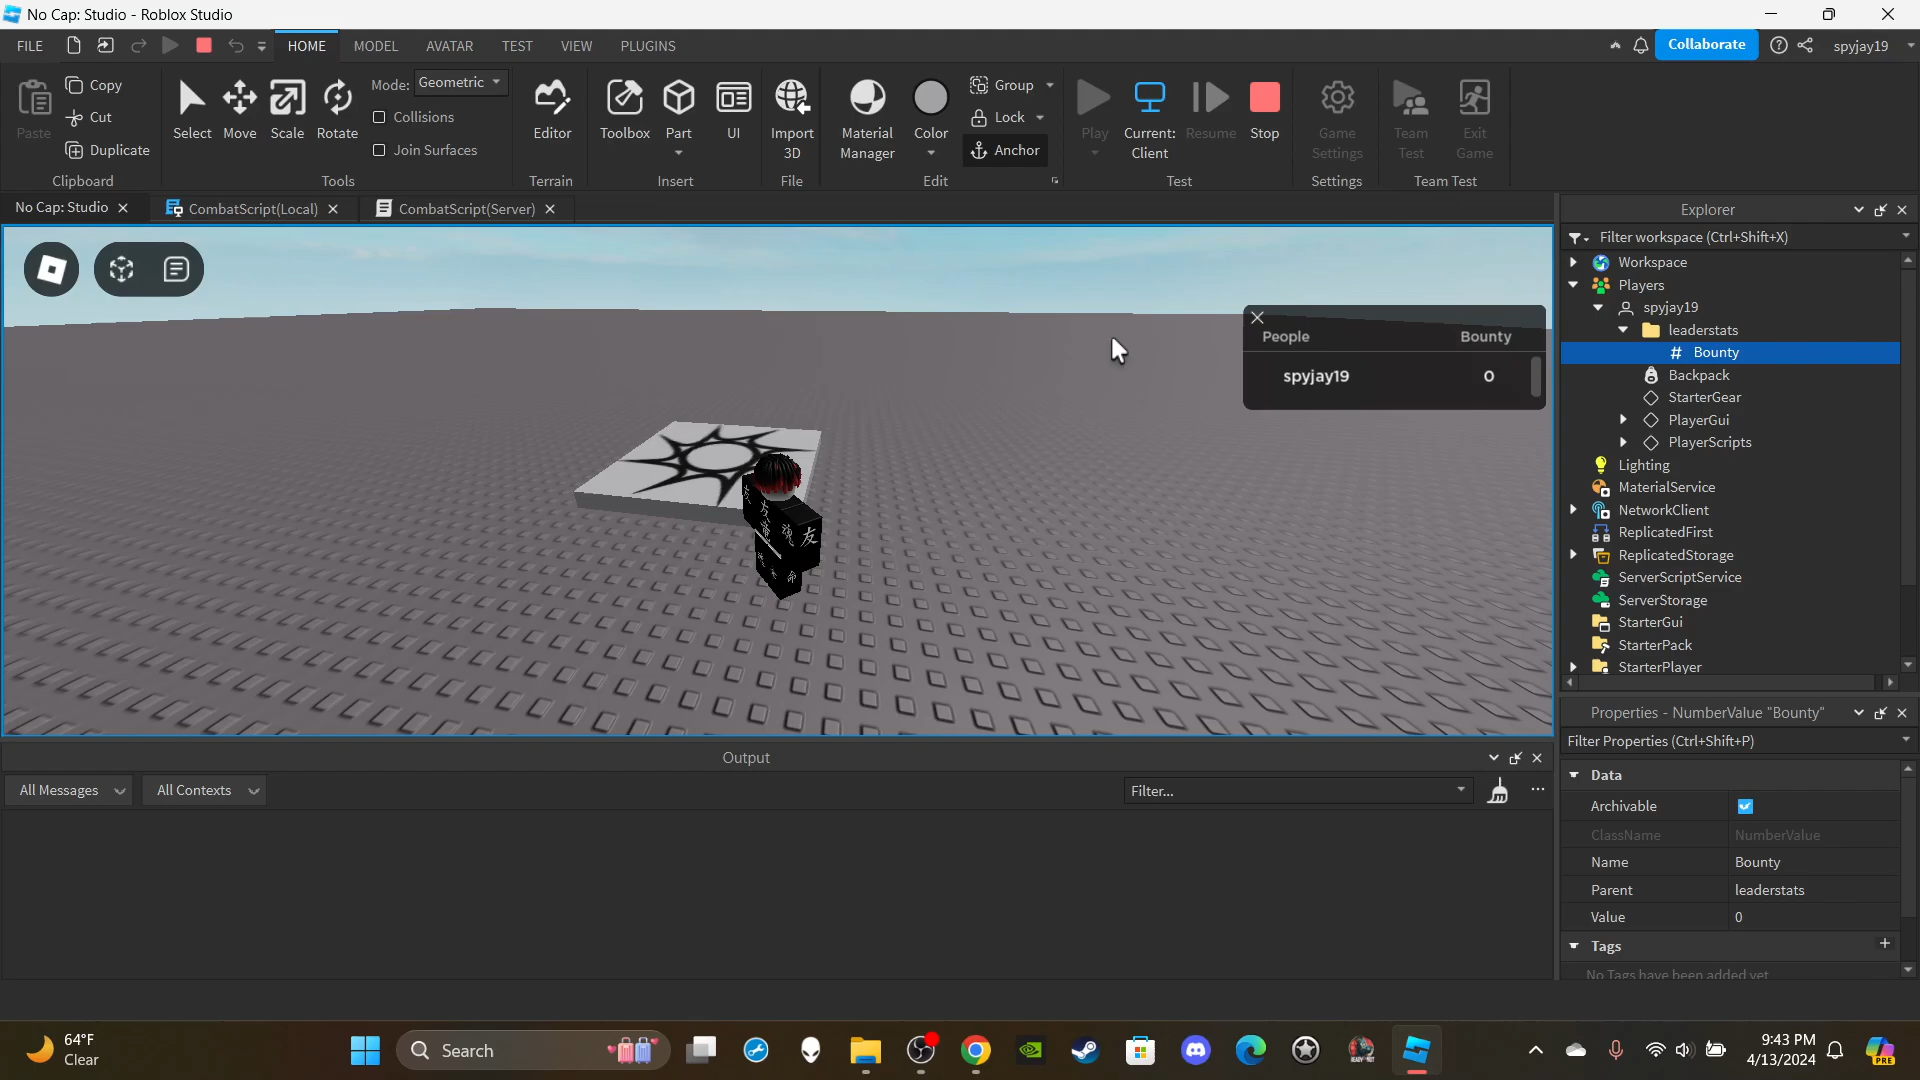 No Cap: Studio - Roblox Studio
FILE
HOME
MODEL
AVATAR
TEST
VIEW
PLUGINS
Collaborate
spyjay19
Paste
Copy
Cut
Duplicate
Clipboard
Select
Move
Scale
Rotate
Mode: Geometric
Collisions
Join Surfaces
Tools
Editor
Terrain
Toolbox
Part
UI
Insert
Import
3D
File
Material
Manager
Color
Group
Lock
Anchor
Edit
Play
Current:
Client
Resume
Stop
Test
Game
Settings
Settings
Team
Test
Exit
Game
Team Test
No Cap: Studio
CombatScript(Local)
CombatScript(Server)
People Bounty
spyjay19 0
友
Explorer
Filter workspace (Ctrl+Shift+X)
Workspace
Players
spyjay19
leaderstats
# Bounty
Backpack
StarterGear
PlayerGui
PlayerScripts
Lighting
MaterialService
NetworkClient
ReplicatedFirst
ReplicatedStorage
ServerScriptService
ServerStorage
StarterGui
StarterPack
StarterPlayer
Properties - NumberValue "Bounty"
Filter Properties (Ctrl+Shift+P)
Data
Archivable
ClassName NumberValue
Name Bounty
Parent leaderstats
Value 0
Tags +
No Tags have been added yet
Output
All Messages
All Contexts
Filter...
64°F
Clear
Search
9:43 PM
4/13/2024
PRE